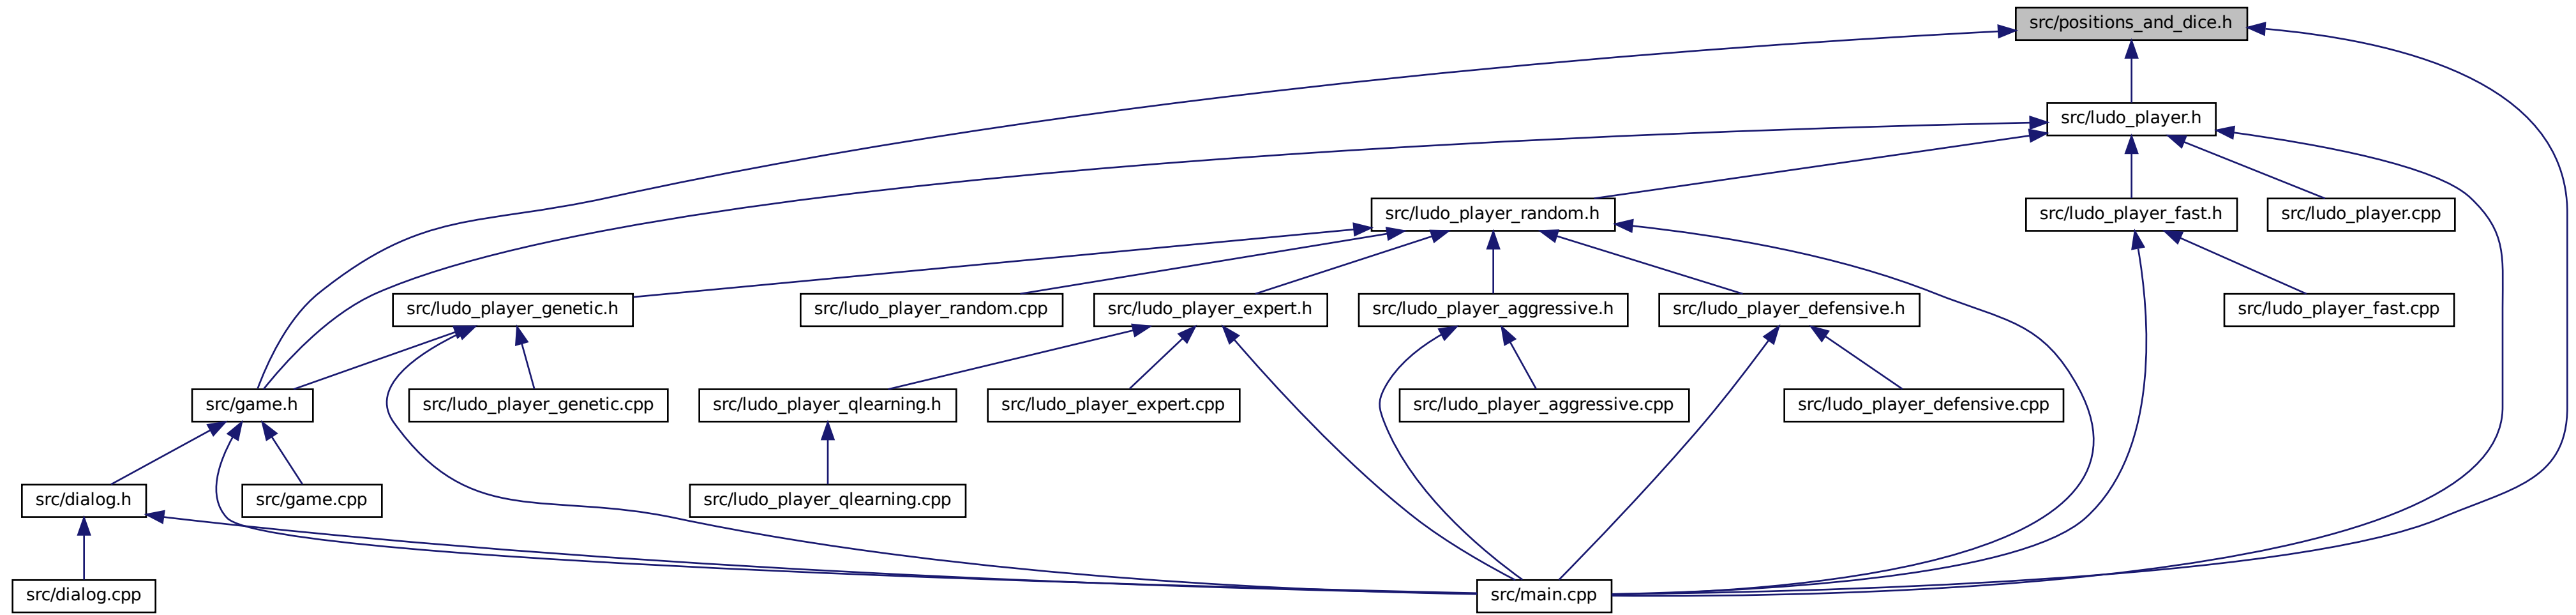 src/positions_and_dice.h
src/ludo_player.h
src/ludo_player_random.h
src/ludo_player_fast.h
src/ludo_player.cpp
src/ludo_player_genetic.h
src/ludo_player_random.cpp
src/ludo_player_expert.h
src/ludo_player_aggressive.h
src/ludo_player_defensive.h
src/ludo_player_fast.cpp
src/game.h
src/ludo_player_genetic.cpp
src/ludo_player_qlearning.h
src/ludo_player_expert.cpp
src/ludo_player_aggressive.cpp
src/ludo_player_defensive.cpp
src/dialog.h
src/game.cpp
src/ludo_player_qlearning.cpp
src/dialog.cpp
src/main.cpp